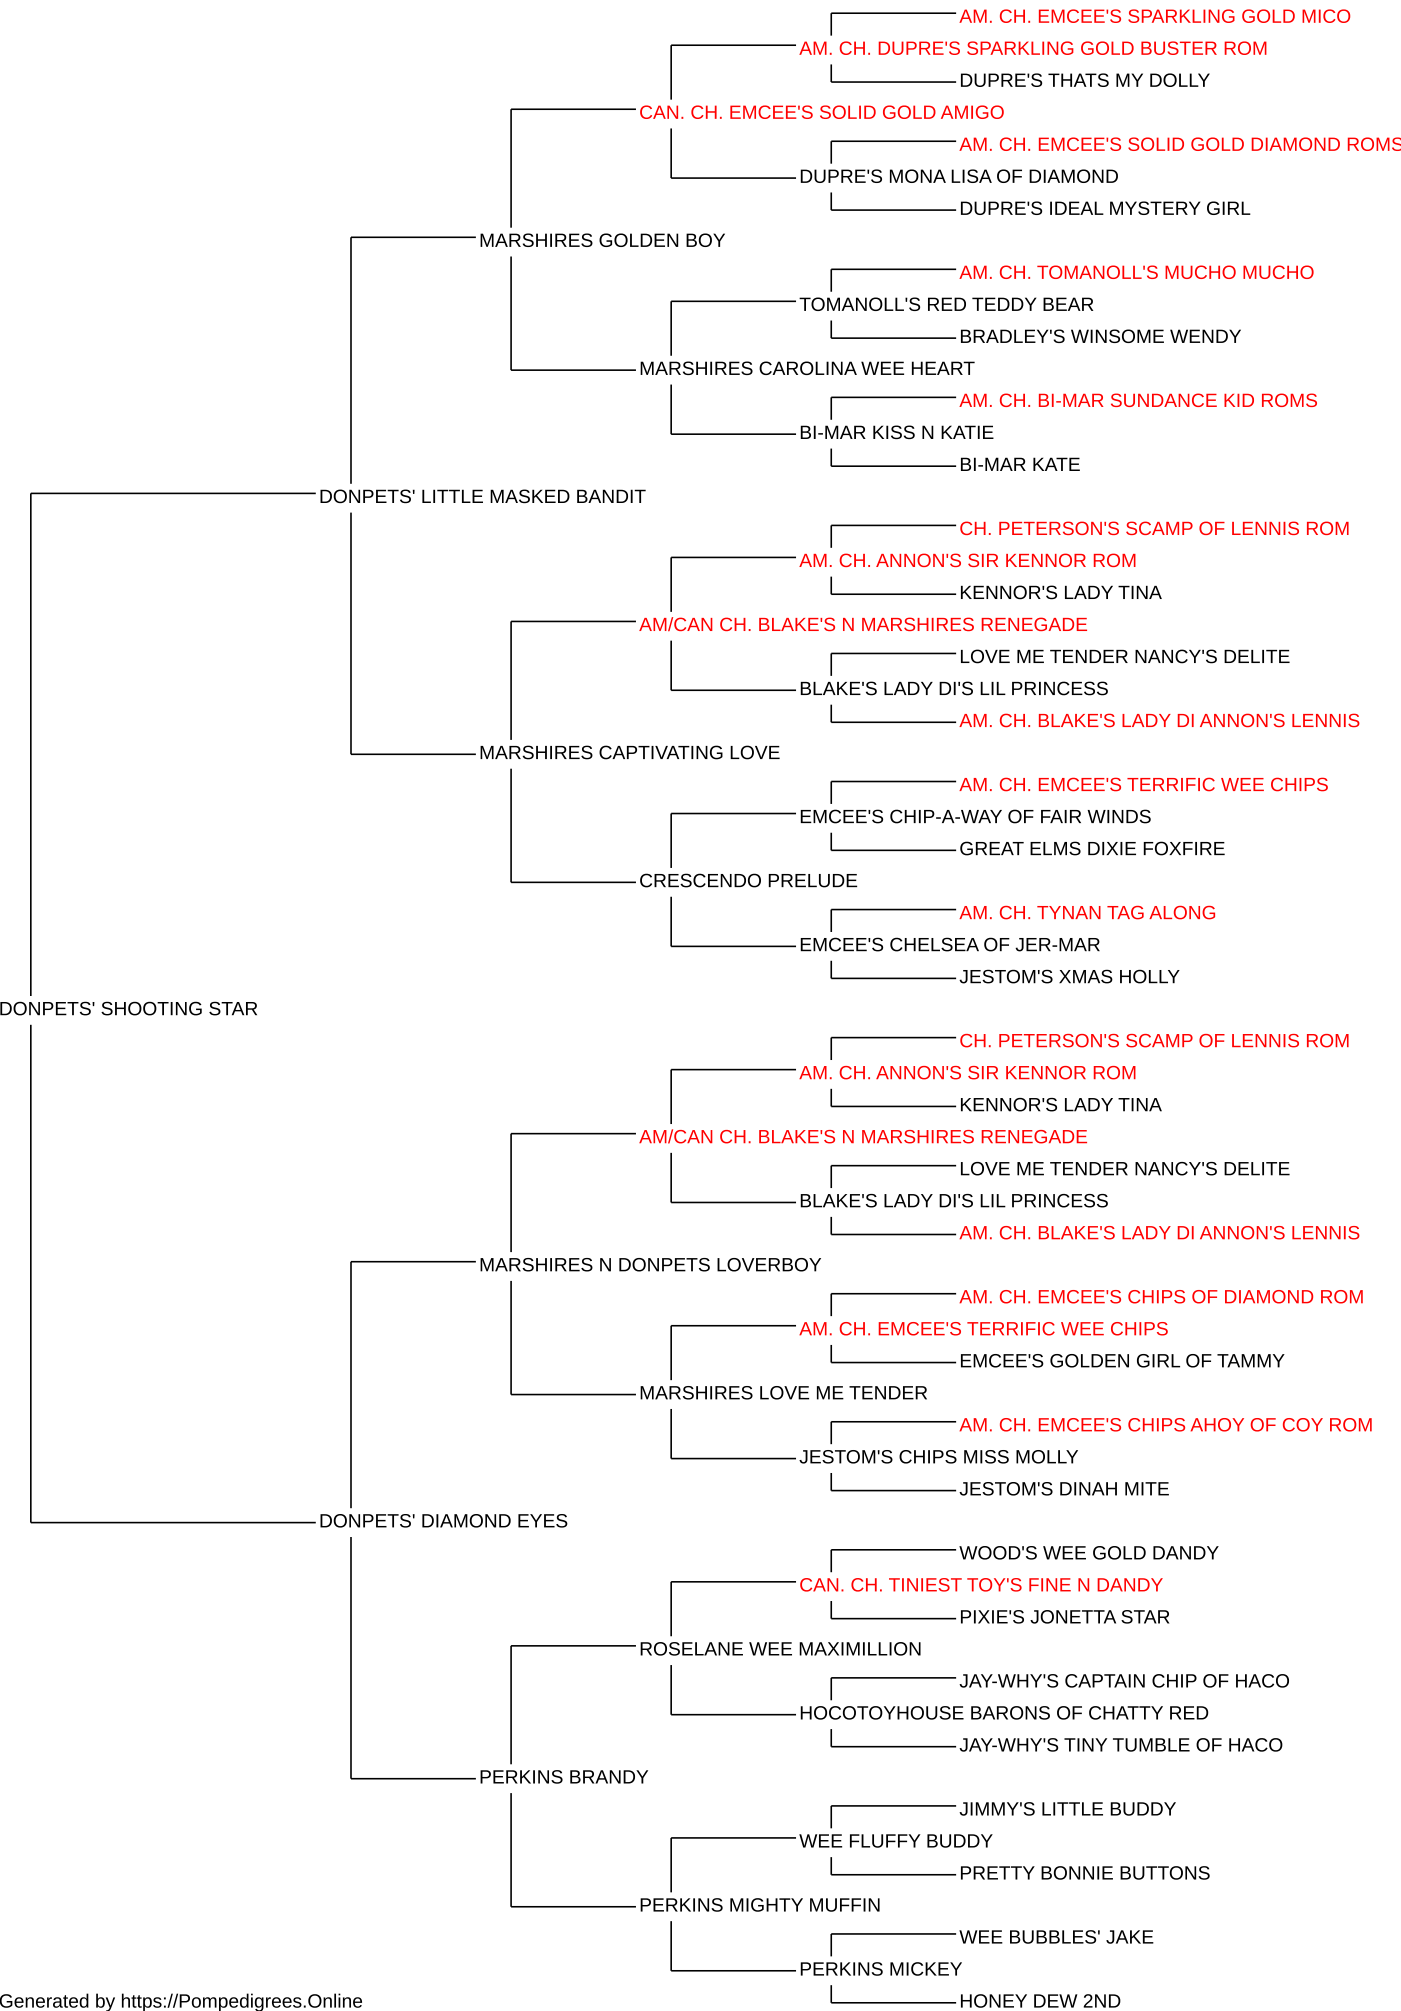 AM. CH. EMCEE'S SPARKLING GOLD MICO
AM. CH. DUPRE'S SPARKLING GOLD BUSTER ROM
DUPRE'S THATS MY DOLLY
CAN. CH. EMCEE'S SOLID GOLD AMIGO
AM. CH. EMCEE'S SOLID GOLD DIAMOND ROMS
DUPRE'S MONA LISA OF DIAMOND
DUPRE'S IDEAL MYSTERY GIRL
MARSHIRES GOLDEN BOY
AM. CH. TOMANOLL'S MUCHO MUCHO
TOMANOLL'S RED TEDDY BEAR
BRADLEY'S WINSOME WENDY
MARSHIRES CAROLINA WEE HEART
AM. CH. BI-MAR SUNDANCE KID ROMS
BI-MAR KISS N KATIE
BI-MAR KATE
DONPETS' LITTLE MASKED BANDIT
CH. PETERSON'S SCAMP OF LENNIS ROM
AM. CH. ANNON'S SIR KENNOR ROM
KENNOR'S LADY TINA
AM/CAN CH. BLAKE'S N MARSHIRES RENEGADE
LOVE ME TENDER NANCY'S DELITE
BLAKE'S LADY DI'S LIL PRINCESS
AM. CH. BLAKE'S LADY DI ANNON'S LENNIS
MARSHIRES CAPTIVATING LOVE
AM. CH. EMCEE'S TERRIFIC WEE CHIPS
EMCEE'S CHIP-A-WAY OF FAIR WINDS
GREAT ELMS DIXIE FOXFIRE
CRESCENDO PRELUDE
AM. CH. TYNAN TAG ALONG
EMCEE'S CHELSEA OF JER-MAR
JESTOM'S XMAS HOLLY
DONPETS' SHOOTING STAR
CH. PETERSON'S SCAMP OF LENNIS ROM
AM. CH. ANNON'S SIR KENNOR ROM
KENNOR'S LADY TINA
AM/CAN CH. BLAKE'S N MARSHIRES RENEGADE
LOVE ME TENDER NANCY'S DELITE
BLAKE'S LADY DI'S LIL PRINCESS
AM. CH. BLAKE'S LADY DI ANNON'S LENNIS
MARSHIRES N DONPETS LOVERBOY
AM. CH. EMCEE'S CHIPS OF DIAMOND ROM
AM. CH. EMCEE'S TERRIFIC WEE CHIPS
EMCEE'S GOLDEN GIRL OF TAMMY
MARSHIRES LOVE ME TENDER
AM. CH. EMCEE'S CHIPS AHOY OF COY ROM
JESTOM'S CHIPS MISS MOLLY
JESTOM'S DINAH MITE
DONPETS' DIAMOND EYES
WOOD'S WEE GOLD DANDY
CAN. CH. TINIEST TOY'S FINE N DANDY
PIXIE'S JONETTA STAR
ROSELANE WEE MAXIMILLION
JAY-WHY'S CAPTAIN CHIP OF HACO
HOCOTOYHOUSE BARONS OF CHATTY RED
JAY-WHY'S TINY TUMBLE OF HACO
PERKINS BRANDY
JIMMY'S LITTLE BUDDY
WEE FLUFFY BUDDY
PRETTY BONNIE BUTTONS
PERKINS MIGHTY MUFFIN
WEE BUBBLES' JAKE
PERKINS MICKEY
HONEY DEW 2ND
Generated by https://Pompedigrees.Online